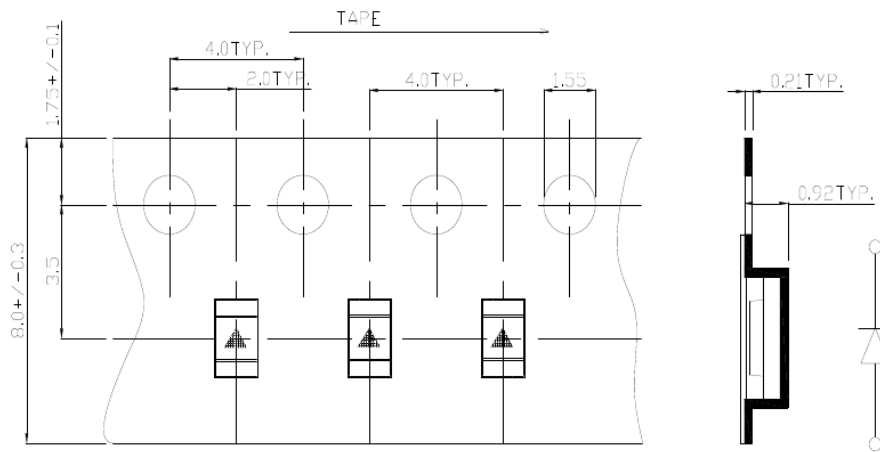 TAPE
4.0TYP.
2.0TYP.
4.0TYP.
1.55
0.21TYP.
1.75+/-0.1
0.92TYP.
3.5
8.0+/-0.3